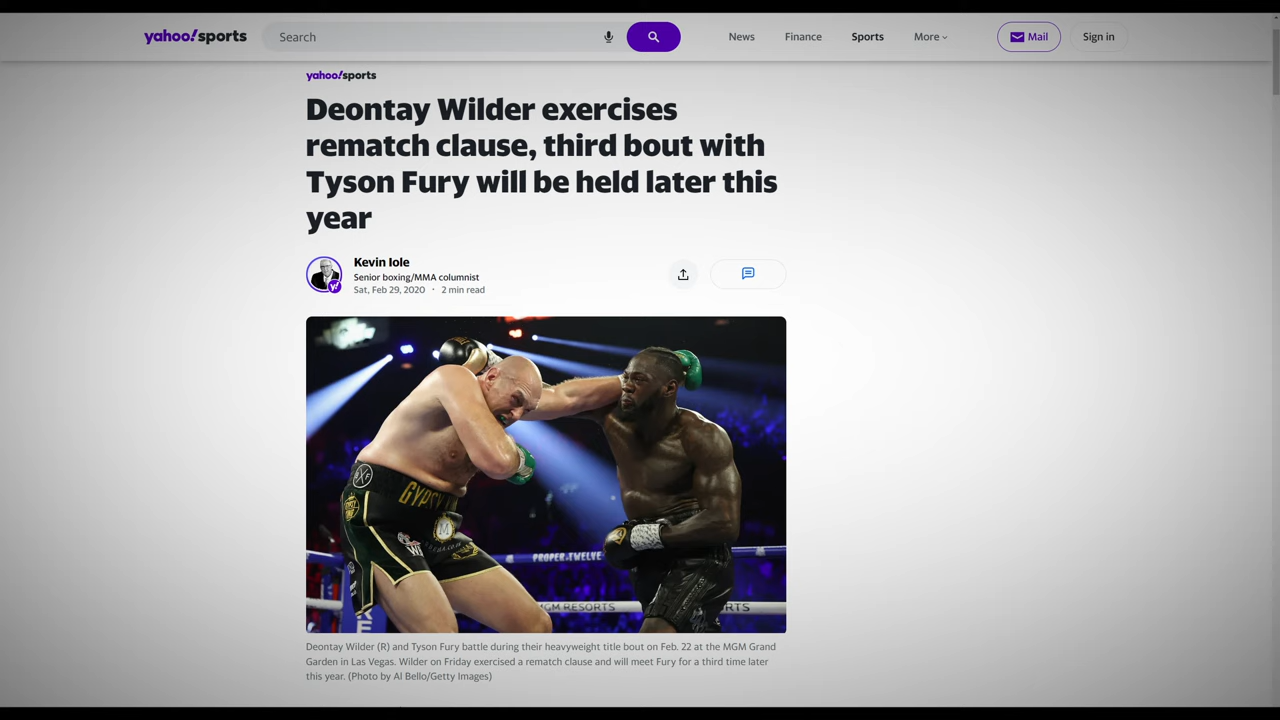 yahoo!sports
Search
News
Finance
Sports
More
Mail
Sign in
yahoo!sports
Deontay Wilder exercises
rematch clause, third bout with
Tyson Fury will be held later this
year
Kevin Iole
y!
Senior boxing/MMA columnist
Sat, Feb 29, 2020 · 2 min read
GYPSY
M
PROPER TWELVE
MGM RESORTS
RTS
Deontay Wilder (R) and Tyson Fury battle during their heavyweight title bout on Feb. 22 at the MGM Grand
Garden in Las Vegas. Wilder on Friday exercised a rematch clause and will meet Fury for a third time later
this year. (Photo by Al Bello/Getty Images)